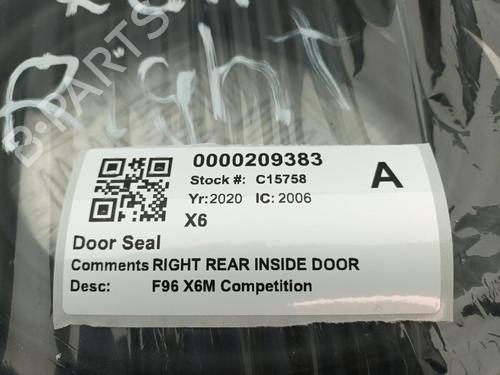 Right
B-PARTS
0000209383
Stock #: C15758
A
Yr: 2020 IC: 2006
X6
Door Seal
Comments RIGHT REAR INSIDE DOOR
Desc: F96 X6M Competition